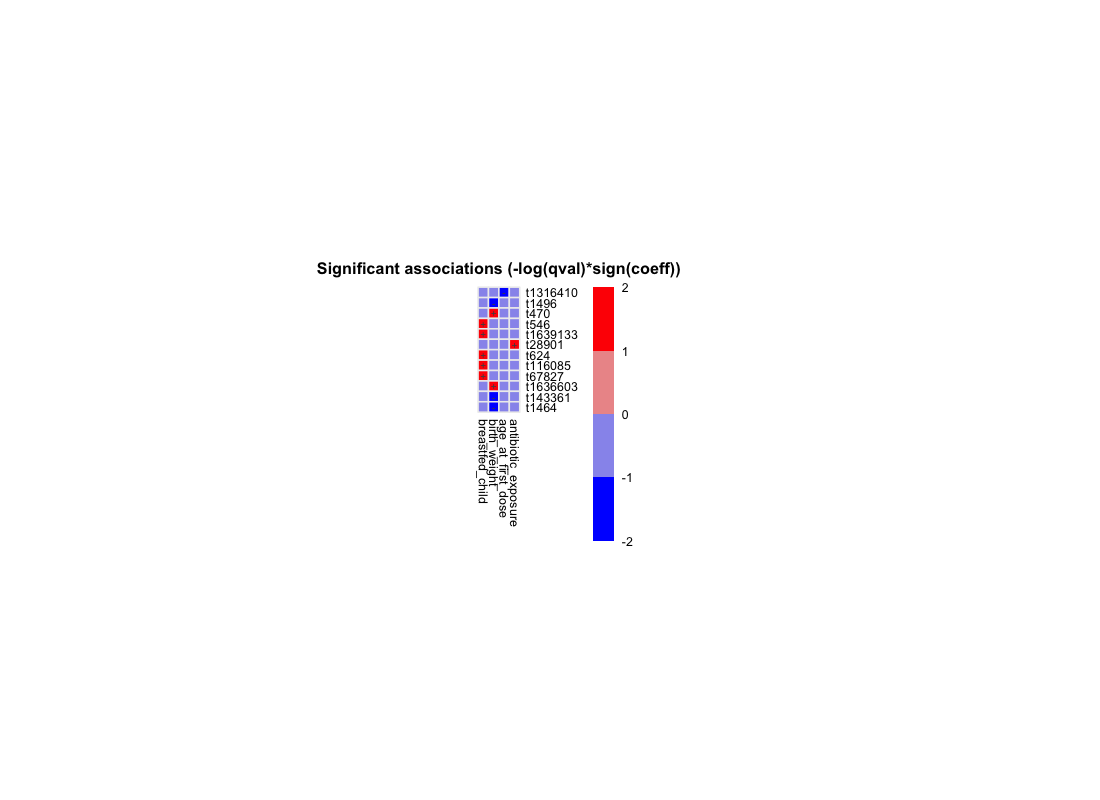 Significant associations (-log(qval)*sign(coeff))
t1316410
t1496
t470
t546
t1639133
t28901
t624
t116085
t67827
t1636603
t143361
t1464
breastfed_child
birth_weight
age_at_first_dose
antibiotic_exposure
2
1
0
-1
-2